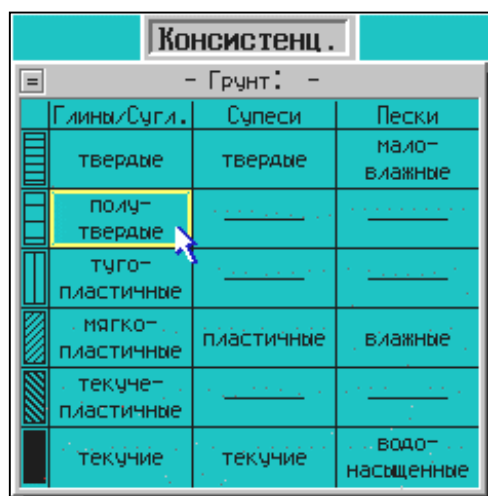 Консистенц.
- Грунт: -
Глины/Сугл. Супеси Пески
твердые твердые мало-
влажные
полу-
твердые
туго-
пластичные
мягко-
пластичные пластичные влажные
текуче-
пластичные
текучие текучие водо-
насыщенные